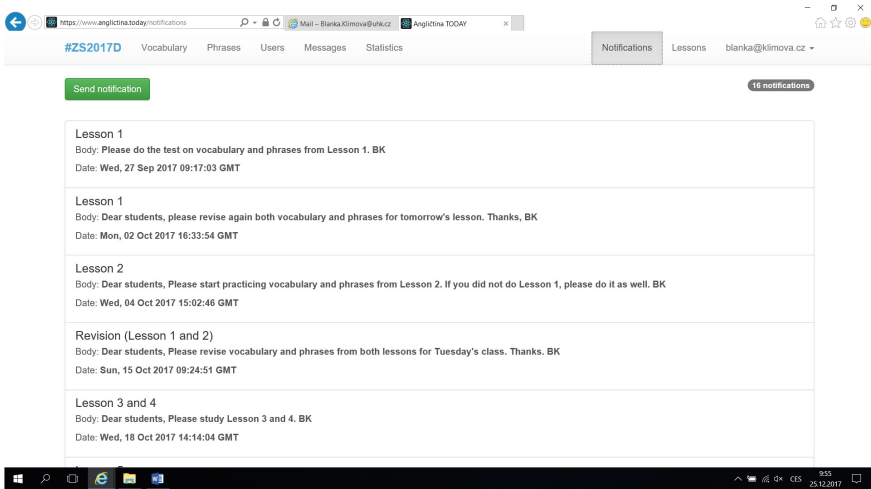 https://www.anglictina.today/notifications
Mail – Blanka.Klimova@uhk.cz
Angličtina TODAY
#ZS2017D Vocabulary Phrases Users Messages Statistics Notifications Lessons blanka@klimova.cz
Send notification
16 notifications
Lesson 1
Body: Please do the test on vocabulary and phrases from Lesson 1. BK
Date: Wed, 27 Sep 2017 09:17:03 GMT
Lesson 1
Body: Dear students, please revise again both vocabulary and phrases for tomorrow's lesson. Thanks, BK
Date: Mon, 02 Oct 2017 16:33:54 GMT
Lesson 2
Body: Dear students, Please start practicing vocabulary and phrases from Lesson 2. If you did not do Lesson 1, please do it as well. BK
Date: Wed, 04 Oct 2017 15:02:46 GMT
Revision (Lesson 1 and 2)
Body: Dear students, Please revise vocabulary and phrases from both lessons for Tuesday's class. Thanks. BK
Date: Sun, 15 Oct 2017 09:24:51 GMT
Lesson 3 and 4
Body: Dear students, Please study Lesson 3 and 4. BK
Date: Wed, 18 Oct 2017 14:14:04 GMT
CES
9:55
25.12.2017